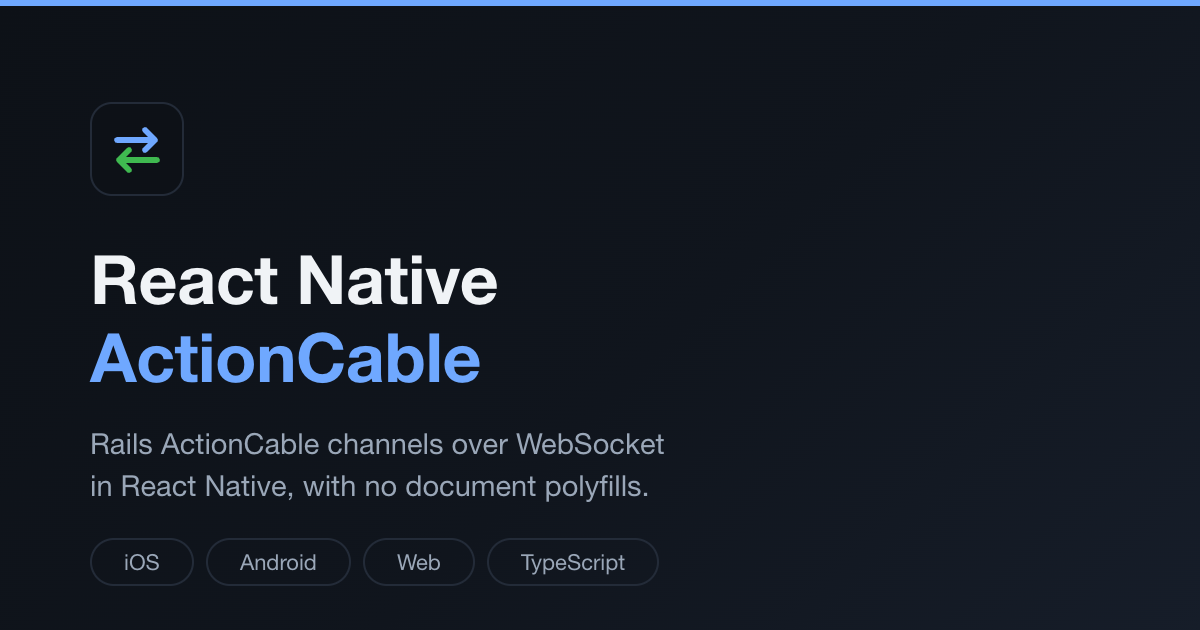 React Native
ActionCable
Rails ActionCable channels over WebSocket
in React Native, with no document polyfills.
iOS
Android
Web
TypeScript